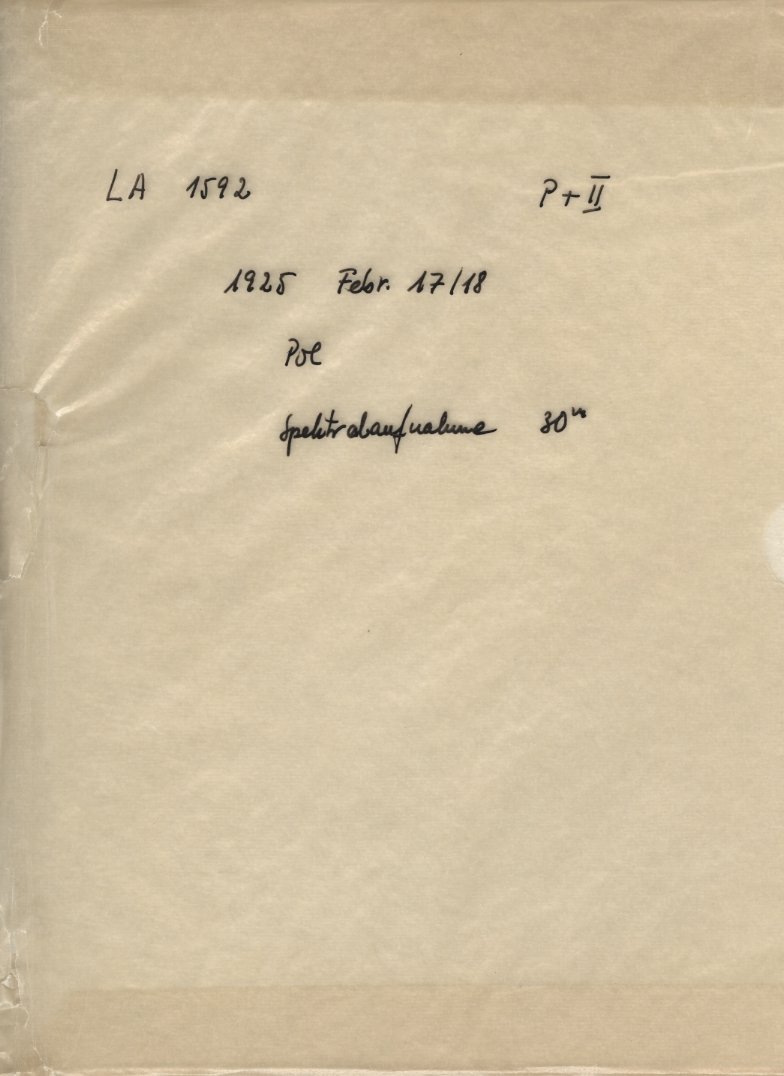 LA 1592 P+II
1925 Febr. 17/18
Pol
Spektralaufnahme 30ᵐ